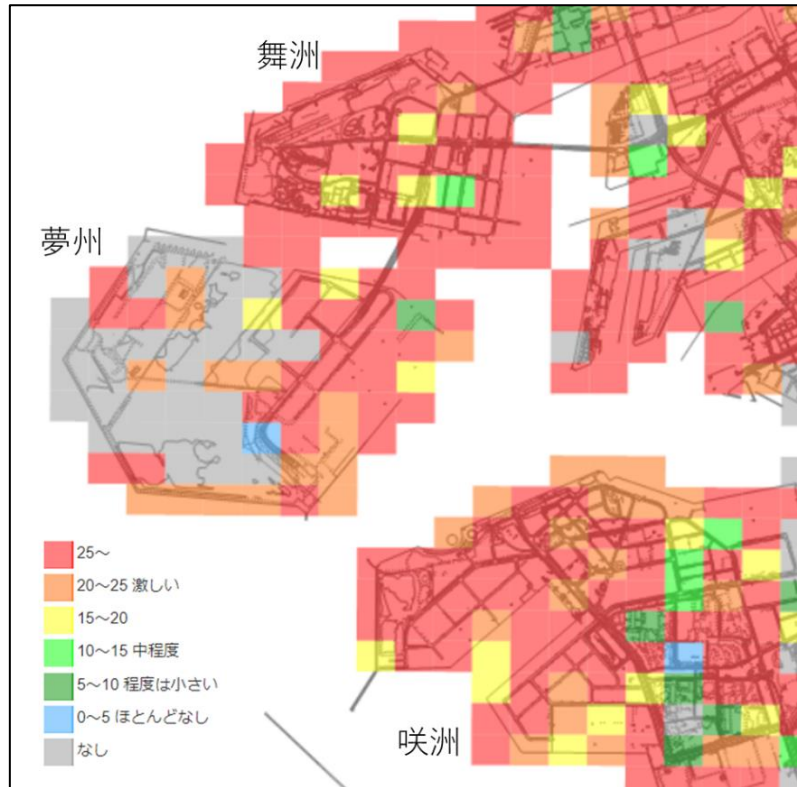 舞洲
夢州
25～
20～25 激しい
15～20
10～15 中程度
5～10 程度は小さい
0～5 ほとんどなし
なし
咲洲